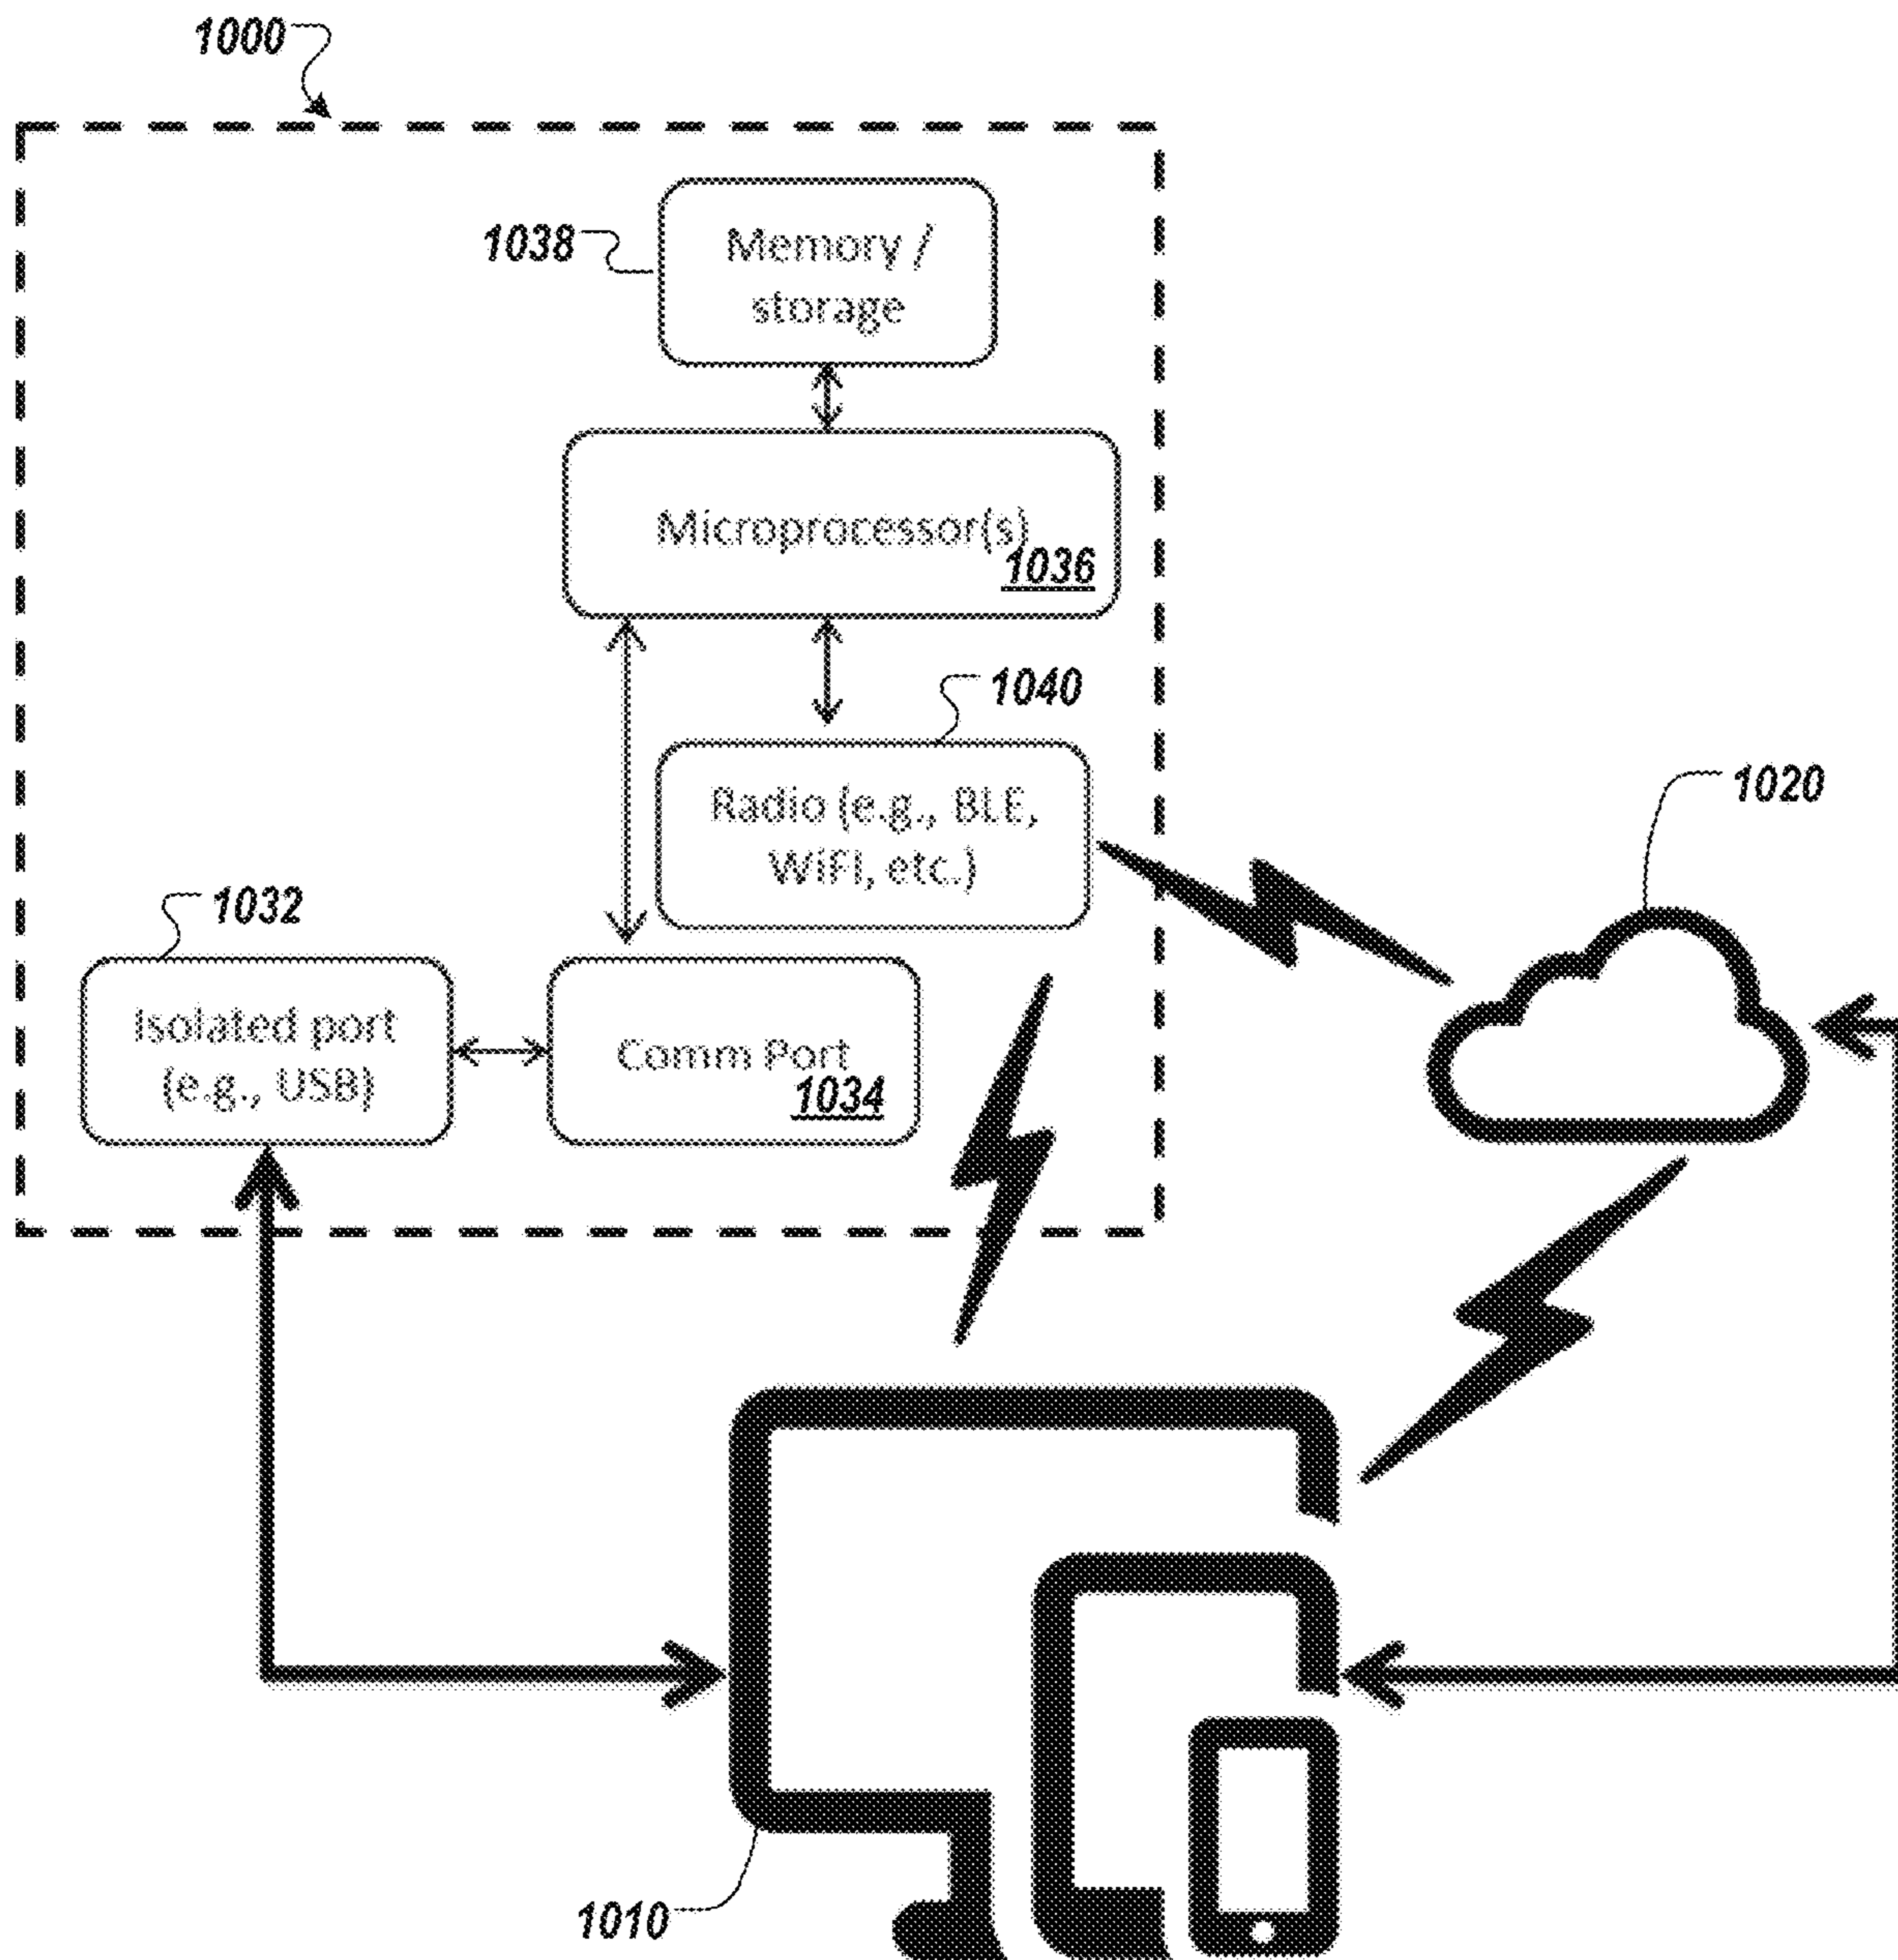 1000
1038
Memory /
storage
Microprocessor(s)
1036
1040
Radio (e.g., BLE,
WiFI, etc.)
1020
1032
Isolated port
(e.g., USB)
Comm Port
1034
1010